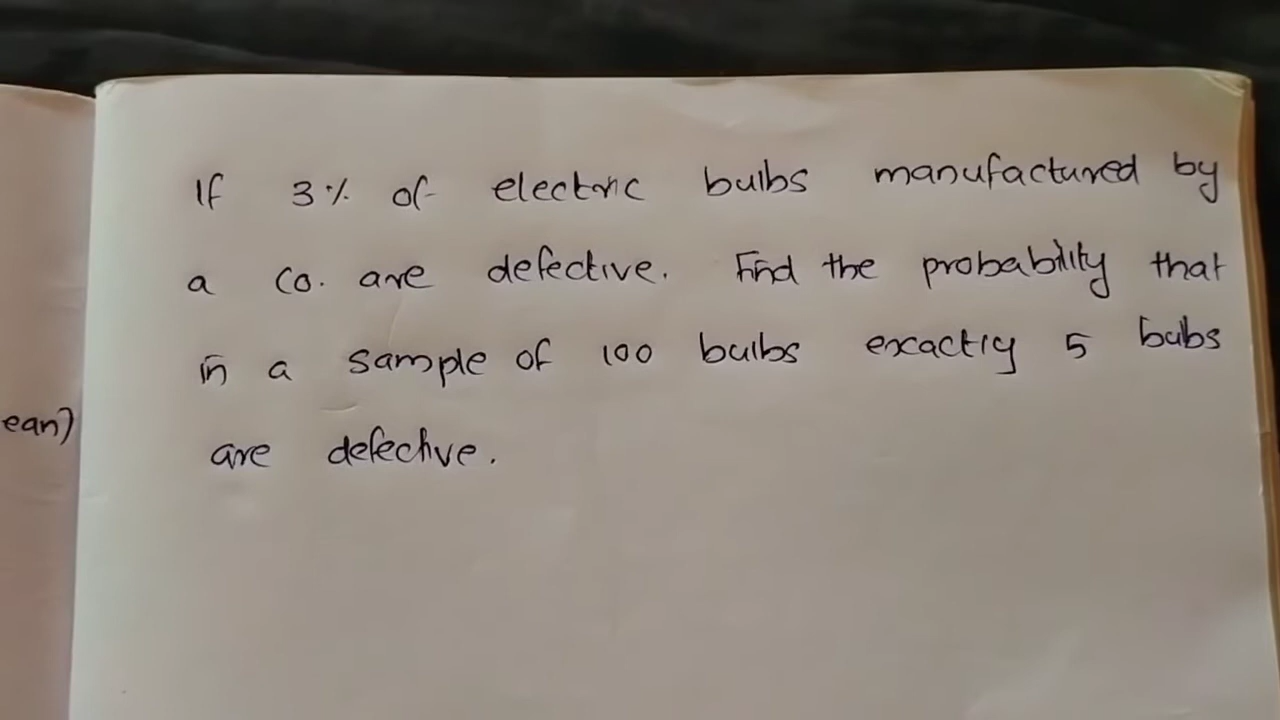 If 3% of electric bulbs manufactured by
a co. are defective. Find the probability that
in a sample of 100 bulbs exactly 5 bubs
ean)
are defective.